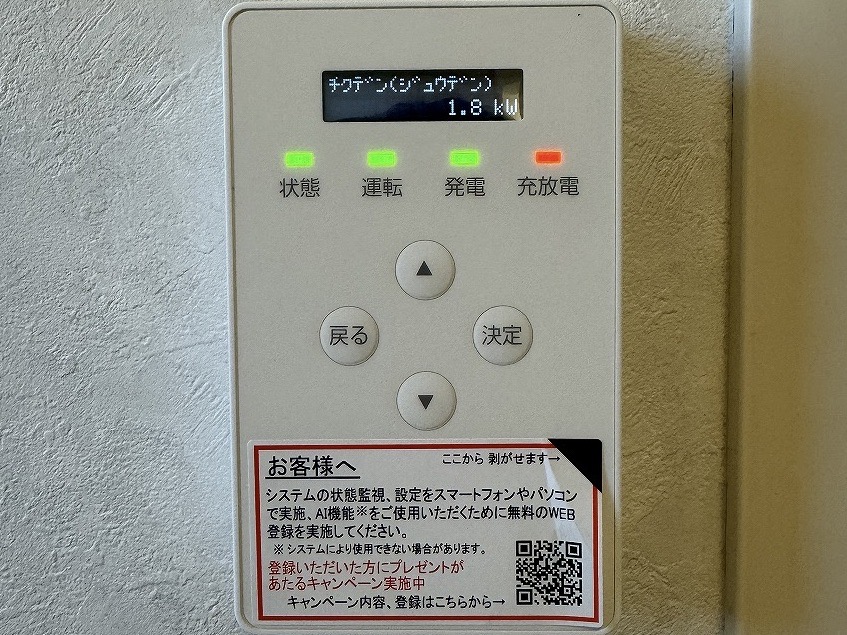 チクデン(ジュウデン)
1.8 kW
状態 運転 発電 充放電
▲
戻る 決定
▼
お客様へ ここから 剥がせます→
システムの状態監視、設定をスマートフォンやパソコン
で実施、AI機能※をご使用いただくために無料のWEB
登録を実施してください。
※ システムにより使用できない場合があります。
登録いただいた方にプレゼントが
あたるキャンペーン実施中
キャンペーン内容、登録はこちらから→